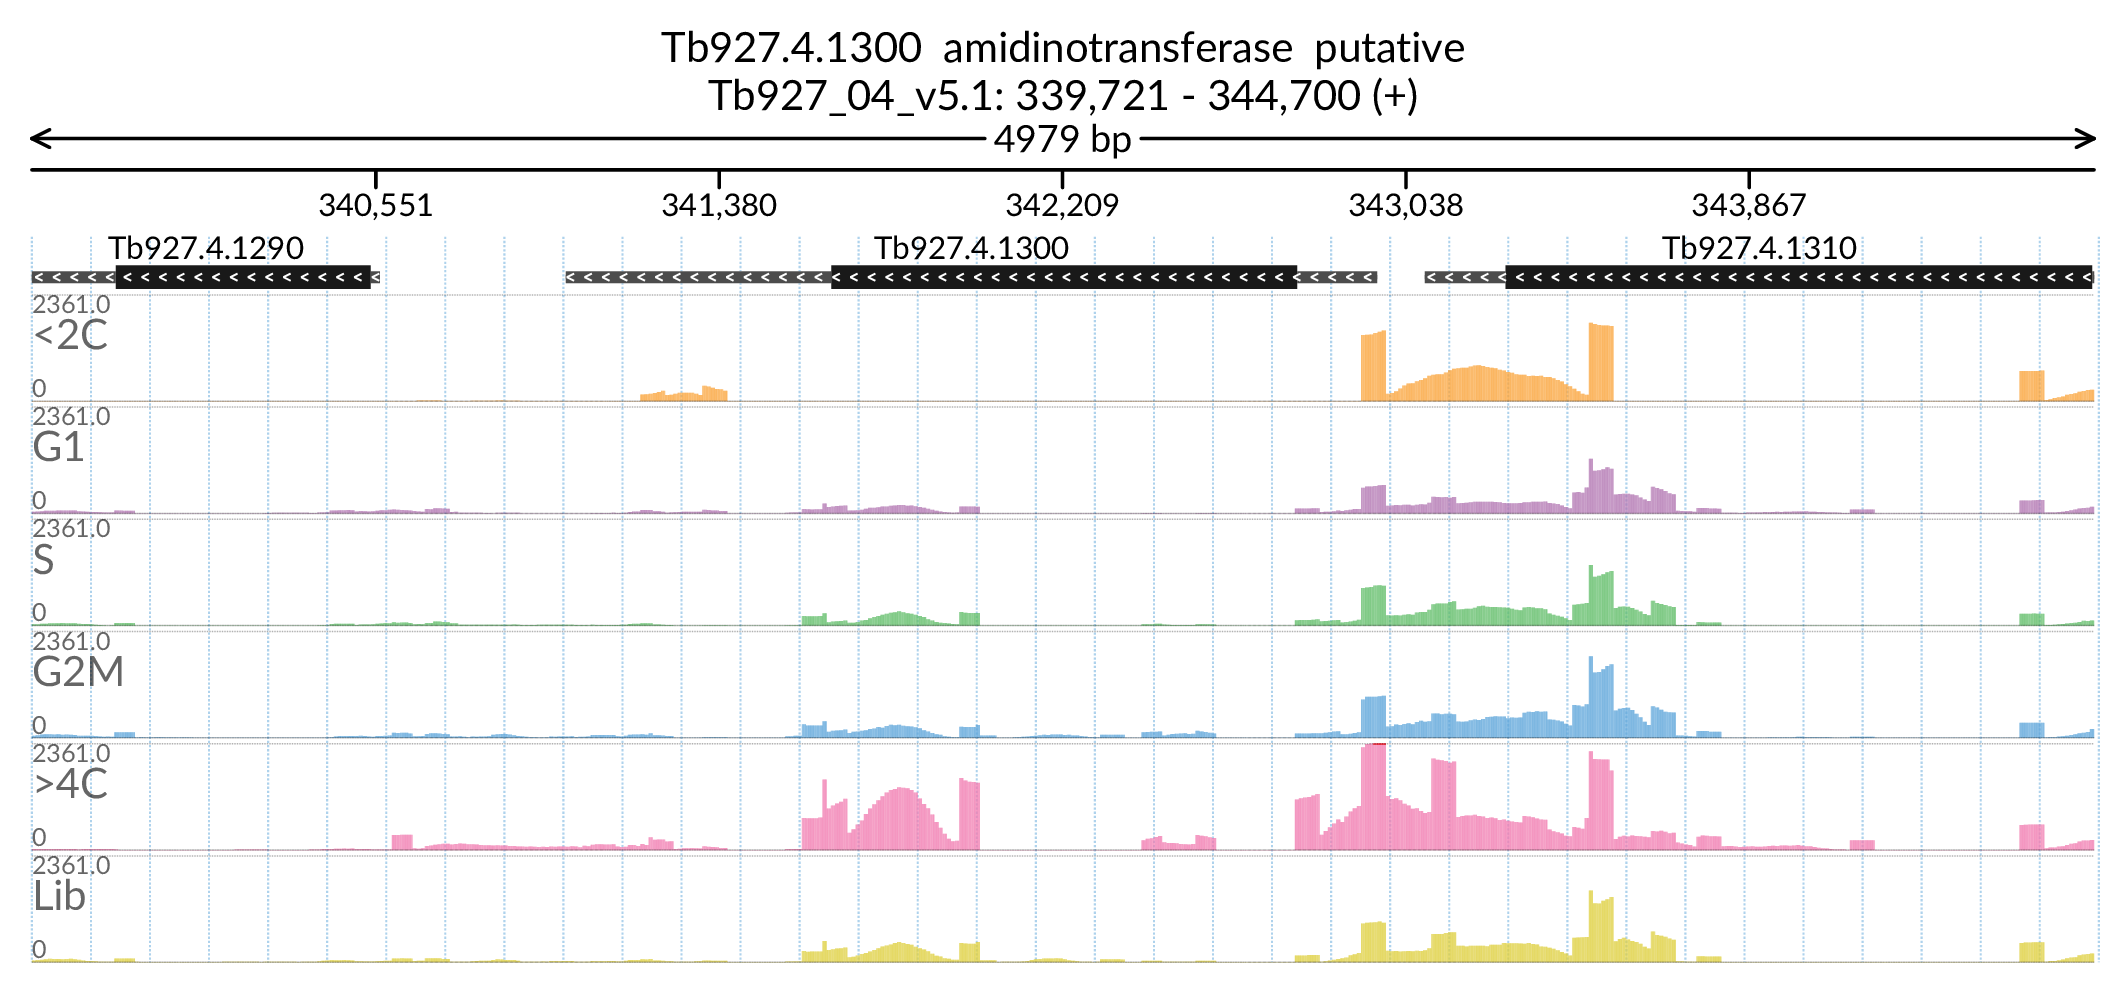 Tb927.4.1300 amidinotransferase putative
Tb927_04_v5.1: 339,721 - 344,700 (+)
4979 bp
340,551 341,380 342,209 343,038 343,867
Tb927.4.1290 Tb927.4.1300 Tb927.4.1310
2361.0
<2C
0
2361.0
G1
0
2361.0
S
0
2361.0
G2M
0
2361.0
>4C
0
2361.0
Lib
0